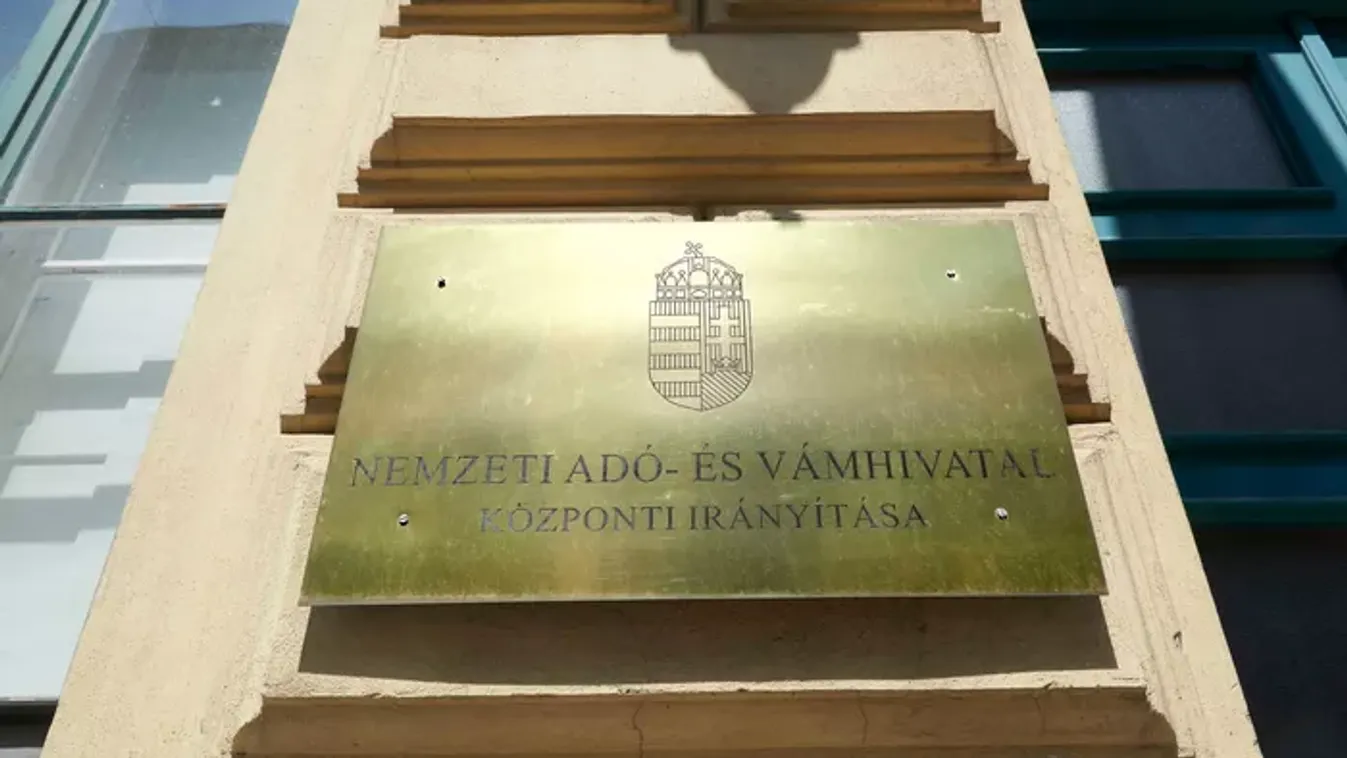 NEMZETI ADÓ- ÉS VÁMHIVATAL
KÖZPONTI IRÁNYÍTÁSA